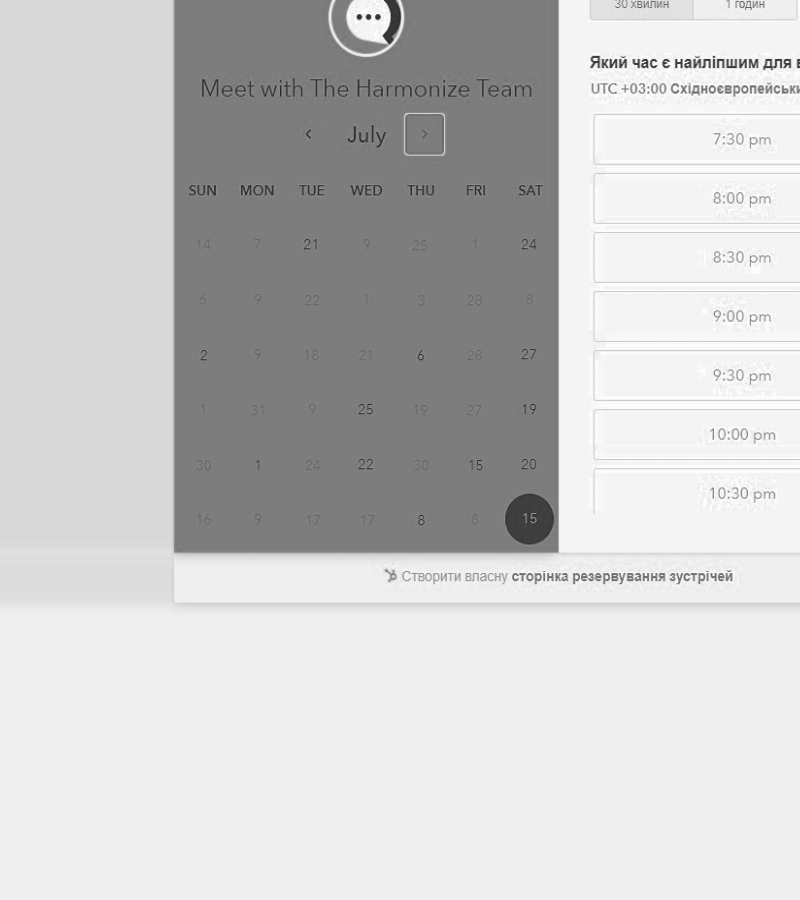 30 хвилин 1 годин
Meet with The Harmonize Team
July
SUN MON TUE WED THU FRI SAT
14 7 21 9 25 1 24
6 9 22 1 3 28 8
2 9 18 21 6 28 27
1 31 9 25 19 27 19
30 1 24 22 30 15 20
16 9 17 17 8 8 15
Який час є найліпшим для
UTC +03:00 Східноєвропейськи
7:30 pm
8:00 pm
8:30 pm
9:00 pm
9:30 pm
10:00 pm
10:30 pm
Створити власну сторінка резервування зустрічей